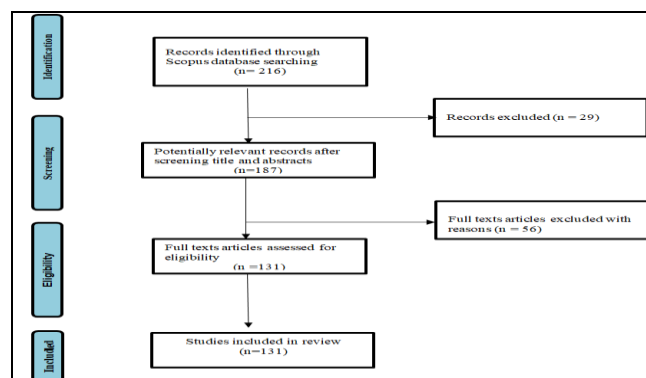 Identification
Records identified through
Scopus database searching
(n= 216)
Records excluded (n = 29)
Screening
Potentially relevant records after
screening title and abstracts
(n=187)
Full texts articles excluded with
reasons (n = 56)
Eligibility
Full texts articles assessed for
eligibility
(n =131)
Included
Studies included in review
(n=131)